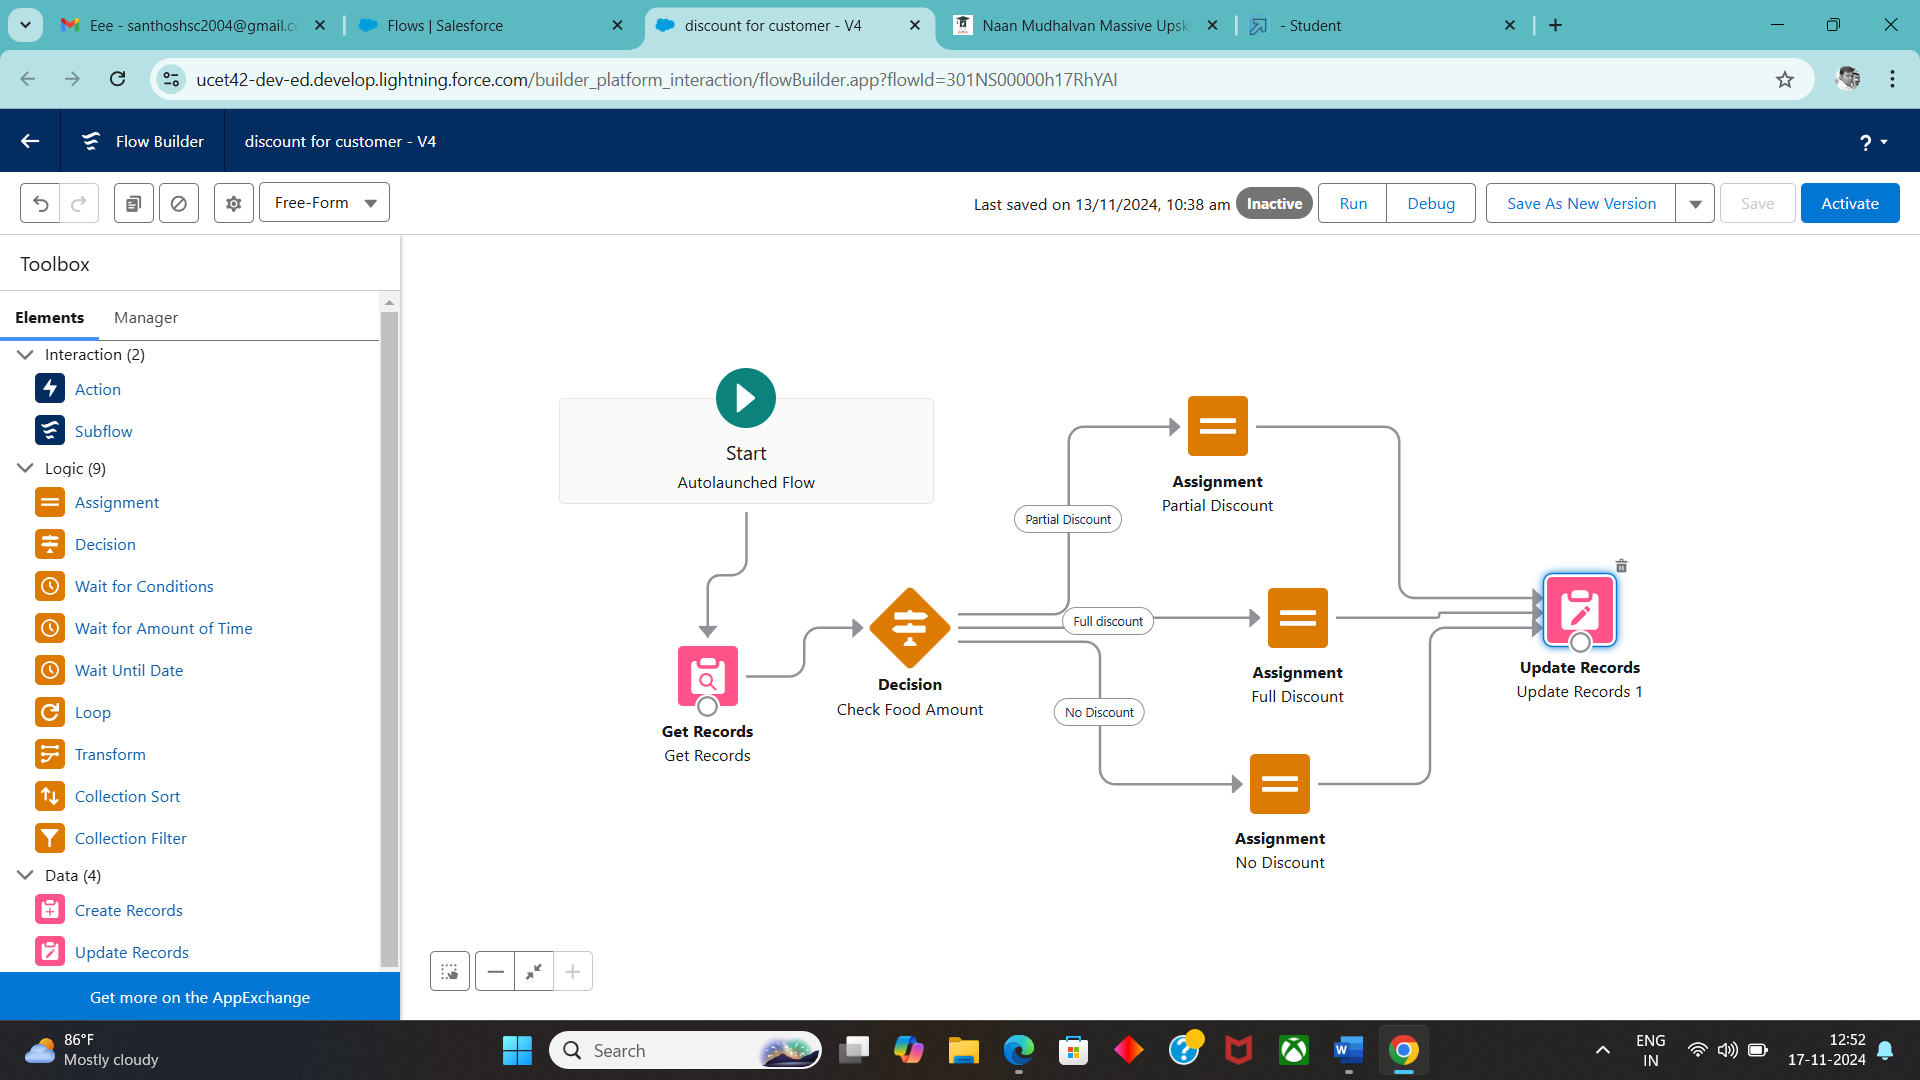 Eee - santhoshsc2004@gmail.cc
Flows | Salesforce
discount for customer - V4
Naan Mudhalvan Massive Upsk
- Student
ucet42-dev-ed.develop.lightning.force.com/builder_platform_interaction/flowBuilder.app?flowId=301NS00000h17RhYAI
Flow Builder
discount for customer - V4
?
Free-Form
Last saved on 13/11/2024, 10:38 am
Inactive
Run
Debug
Save As New Version
Save
Activate
Toolbox
Elements
Manager
Interaction (2)
Action
Subflow
Logic (9)
Assignment
Decision
Wait for Conditions
Wait for Amount of Time
Wait Until Date
Loop
Transform
Collection Sort
Collection Filter
Data (4)
Create Records
Update Records
Get more on the AppExchange
Start
Autolaunched Flow
Get Records
Get Records
Decision
Check Food Amount
Partial Discount
Full discount
No Discount
Assignment
Partial Discount
Assignment
Full Discount
Assignment
No Discount
Update Records
Update Records 1
86°F
Mostly cloudy
Search
ENG
IN
12:52
17-11-2024